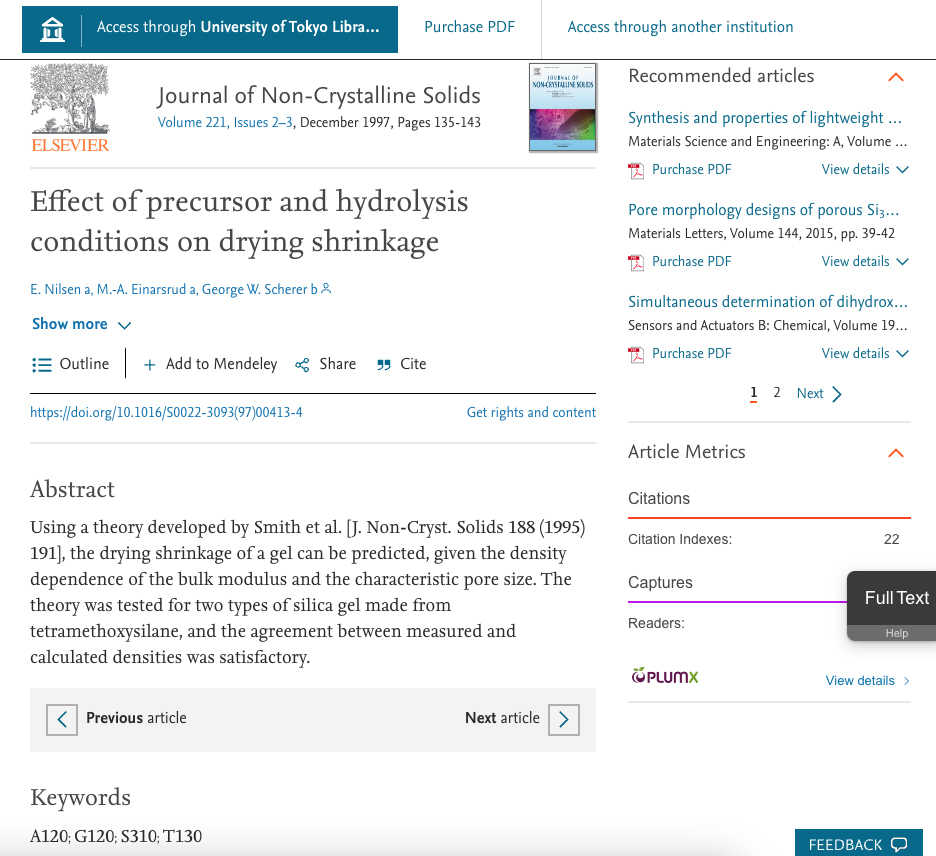 Access through University of Tokyo Libra...
Purchase PDF
Access through another institution
ELSEVIER
Journal of Non-Crystalline Solids
Volume 221, Issues 2–3, December 1997, Pages 135-143
JOURNAL OF
NON-CRYSTALLINE SOLIDS
Effect of precursor and hydrolysis
conditions on drying shrinkage
E. Nilsen a, M.-A. Einarsrud a, George W. Scherer b
Show more
Outline
Add to Mendeley
Share
Cite
https://doi.org/10.1016/S0022-3093(97)00413-4
Get rights and content
Abstract
Using a theory developed by Smith et al. [J. Non-Cryst. Solids 188 (1995)
191], the drying shrinkage of a gel can be predicted, given the density
dependence of the bulk modulus and the characteristic pore size. The
theory was tested for two types of silica gel made from
tetramethoxysilane, and the agreement between measured and
calculated densities was satisfactory.
Previous article
Next article
Keywords
A120; G120; S310; T130
Recommended articles
Synthesis and properties of lightweight ...
Materials Science and Engineering: A, Volume ...
Purchase PDF
View details
Pore morphology designs of porous Si₃...
Materials Letters, Volume 144, 2015, pp. 39-42
Purchase PDF
View details
Simultaneous determination of dihydrox...
Sensors and Actuators B: Chemical, Volume 19...
Purchase PDF
View details
1 2 Next
Article Metrics
Citations
Citation Indexes: 22
Captures
Readers:
Full Text
Help
PLUMX
View details
FEEDBACK